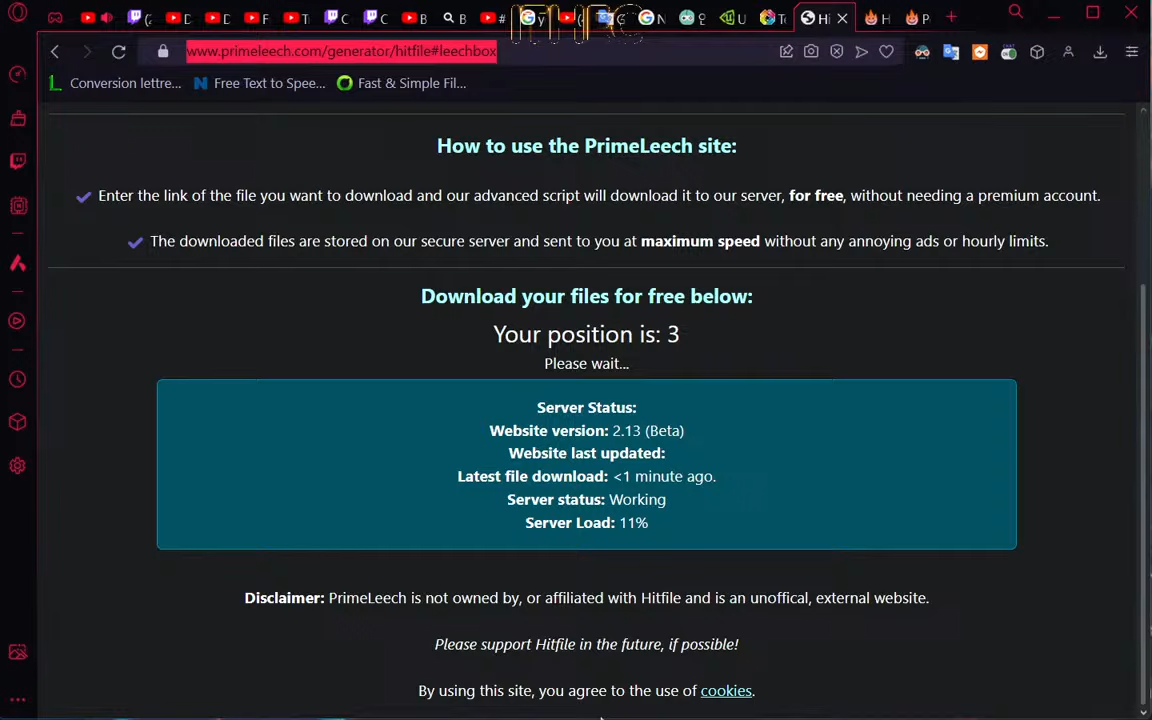 www.primeleech.com/generator/hitfile#leechbox
Conversion lettre... Free Text to Spee... Fast & Simple Fil...
How to use the PrimeLeech site:
Enter the link of the file you want to download and our advanced script will download it to our server, for free, without needing a premium account.
The downloaded files are stored on our secure server and sent to you at maximum speed without any annoying ads or hourly limits.
Download your files for free below:
Your position is: 3
Please wait...
Server Status:
Website version: 2.13 (Beta)
Website last updated:
Latest file download: <1 minute ago.
Server status: Working
Server Load: 11%
Disclaimer: PrimeLeech is not owned by, or affiliated with Hitfile and is an unoffical, external website.
Please support Hitfile in the future, if possible!
By using this site, you agree to the use of cookies.